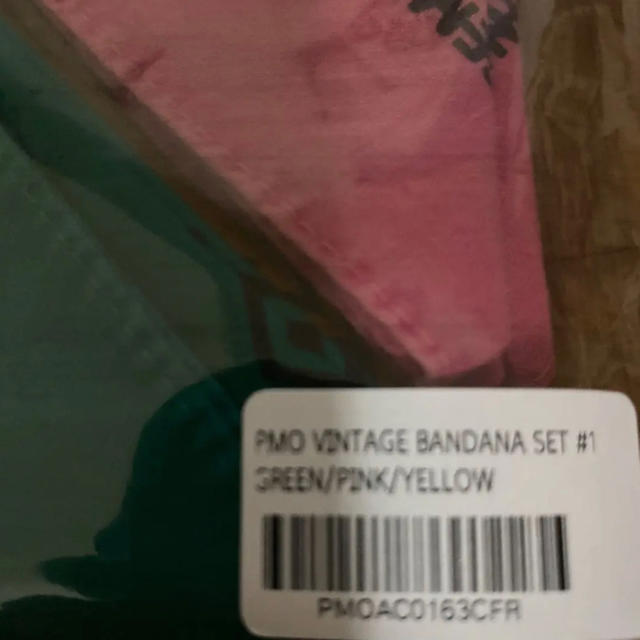 PMO VINTAGE BANDANA SET #1
GREEN/PINK/YELLOW
PMOAC0163CFR